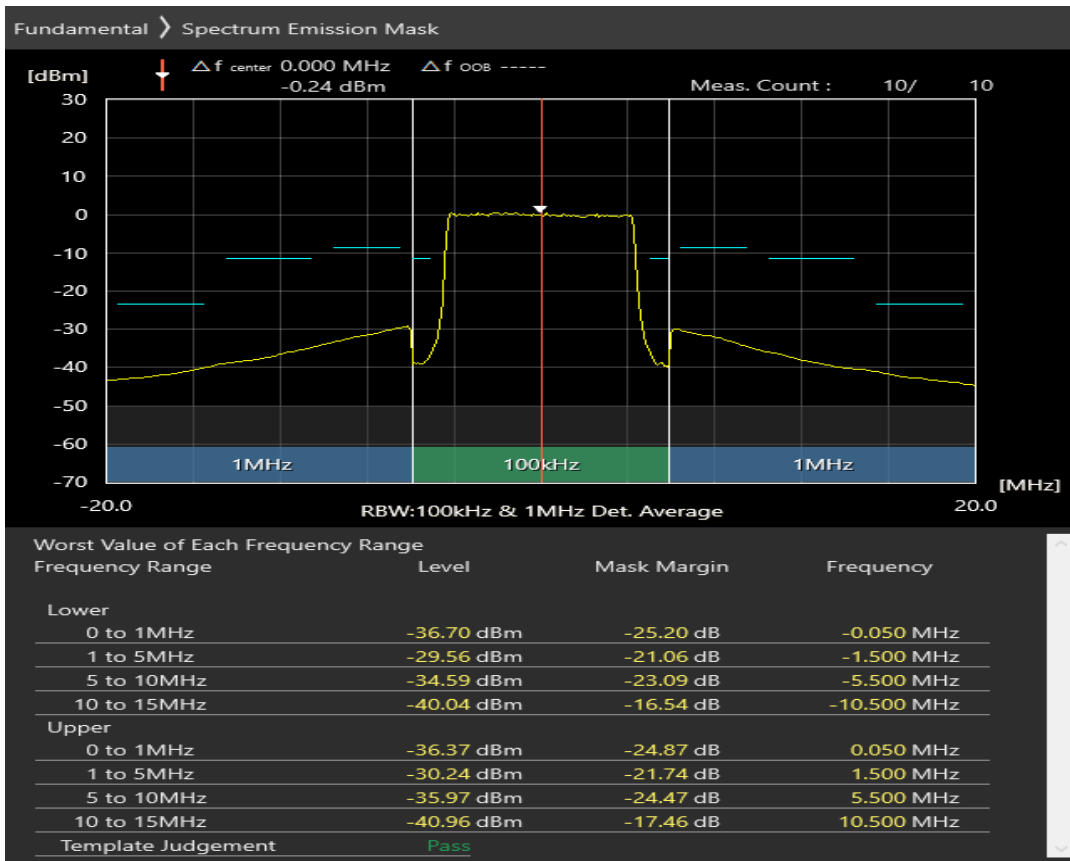 Fundamental ❯ Spectrum Emission Mask
△f center 0.000 MHz △f OOB -----
[dBm] -0.24 dBm Meas. Count : 10/ 10
30
20
10
0
-10
-20
-30
-40
-50
-60
-70
1MHz 100kHz 1MHz
[MHz]
-20.0 RBW:100kHz & 1MHz Det. Average 20.0
Worst Value of Each Frequency Range
Frequency Range Level Mask Margin Frequency
Lower
0 to 1MHz -36.70 dBm -25.20 dB -0.050 MHz
1 to 5MHz -29.56 dBm -21.06 dB -1.500 MHz
5 to 10MHz -34.59 dBm -23.09 dB -5.500 MHz
10 to 15MHz -40.04 dBm -16.54 dB -10.500 MHz
Upper
0 to 1MHz -36.37 dBm -24.87 dB 0.050 MHz
1 to 5MHz -30.24 dBm -21.74 dB 1.500 MHz
5 to 10MHz -35.97 dBm -24.47 dB 5.500 MHz
10 to 15MHz -40.96 dBm -17.46 dB 10.500 MHz
Template Judgement Pass